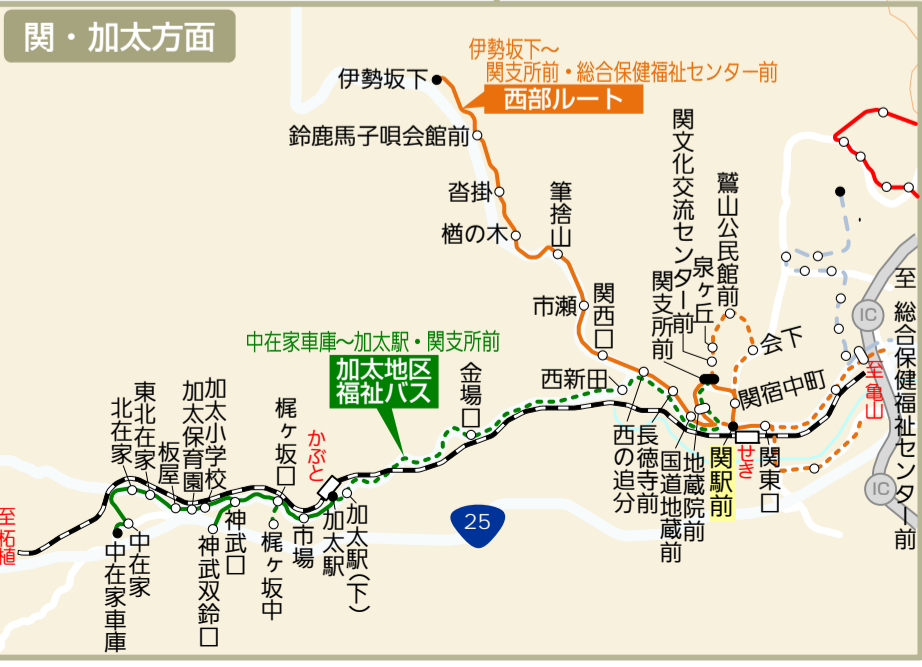 関・加太方面
伊勢坂下～
関支所前・総合保健福祉センター前
西部ルート
伊勢坂下
鈴鹿馬子唄会館前
沓掛
楢の木
筆捨山
市瀬
関西口
関文化交流センター前
鷲山公民館前
泉ヶ丘
関支所前
会下
関宿中町
IC
至 総合保健福祉センター前
至亀山
中在家車庫～加太駅・関支所前
加太地区
福祉バス
金場口
西新田
西の追分
長徳寺前
国道地蔵前
地蔵院前
関駅前
せき
関東口
IC
加太小学校
加太保育園
東北在家
北在家
板屋
梶ヶ坂口
かぶと
25
至柘植
中在家車庫
中在家
神武双鈴口
神武口
梶ヶ坂中
市場
加太駅
加太駅(下)